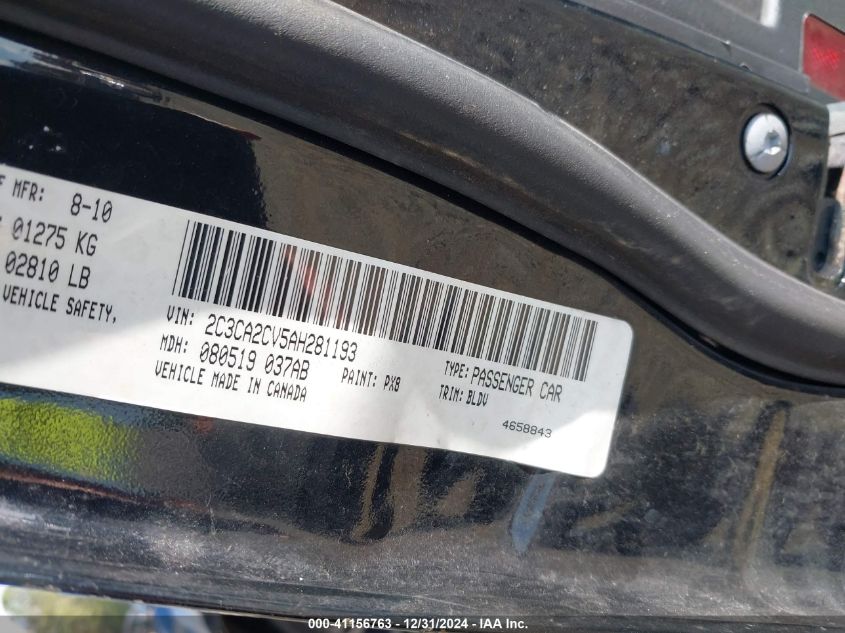 F MFR: 8-10
01275 KG
02810 LB
VEHICLE SAFETY,
VIN: 2C3CA2CV5AH281193
MDH: 080519 037AB
VEHICLE MADE IN CANADA
PAINT: PX8
TYPE: PASSENGER CAR
TRIM: BLDV
4658843
000-41156763 - 12/31/2024 - IAA, Inc.